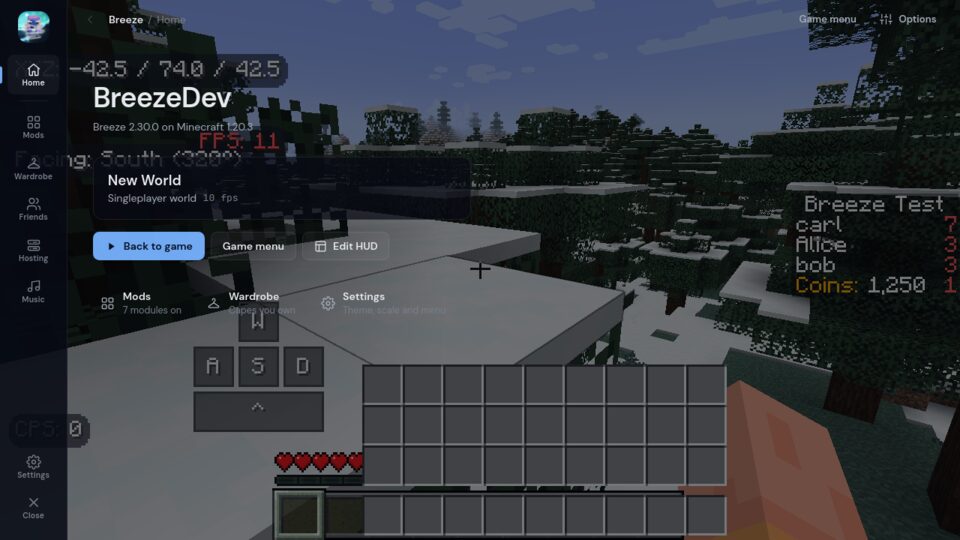 Breeze / Home
Game menu
Options
-42.5 / 74.0 / 42.5
Home
BreezeDev
Breeze 2.30.0 on Minecraft 1.20.3
FPS: 11
Mods
Facing: South (320°)
Wardrobe
New World
Singleplayer world 10 fps
Friends
Breeze Test
carl 7
Alice 3
bob 3
Coins: 1,250 1
Back to game
Game menu
Edit HUD
Hosting
Music
Mods
7 modules on
Wardrobe
Capes you own
Settings
Theme, scale and menu
W
A S D
^
CPS: 0
Settings
Close